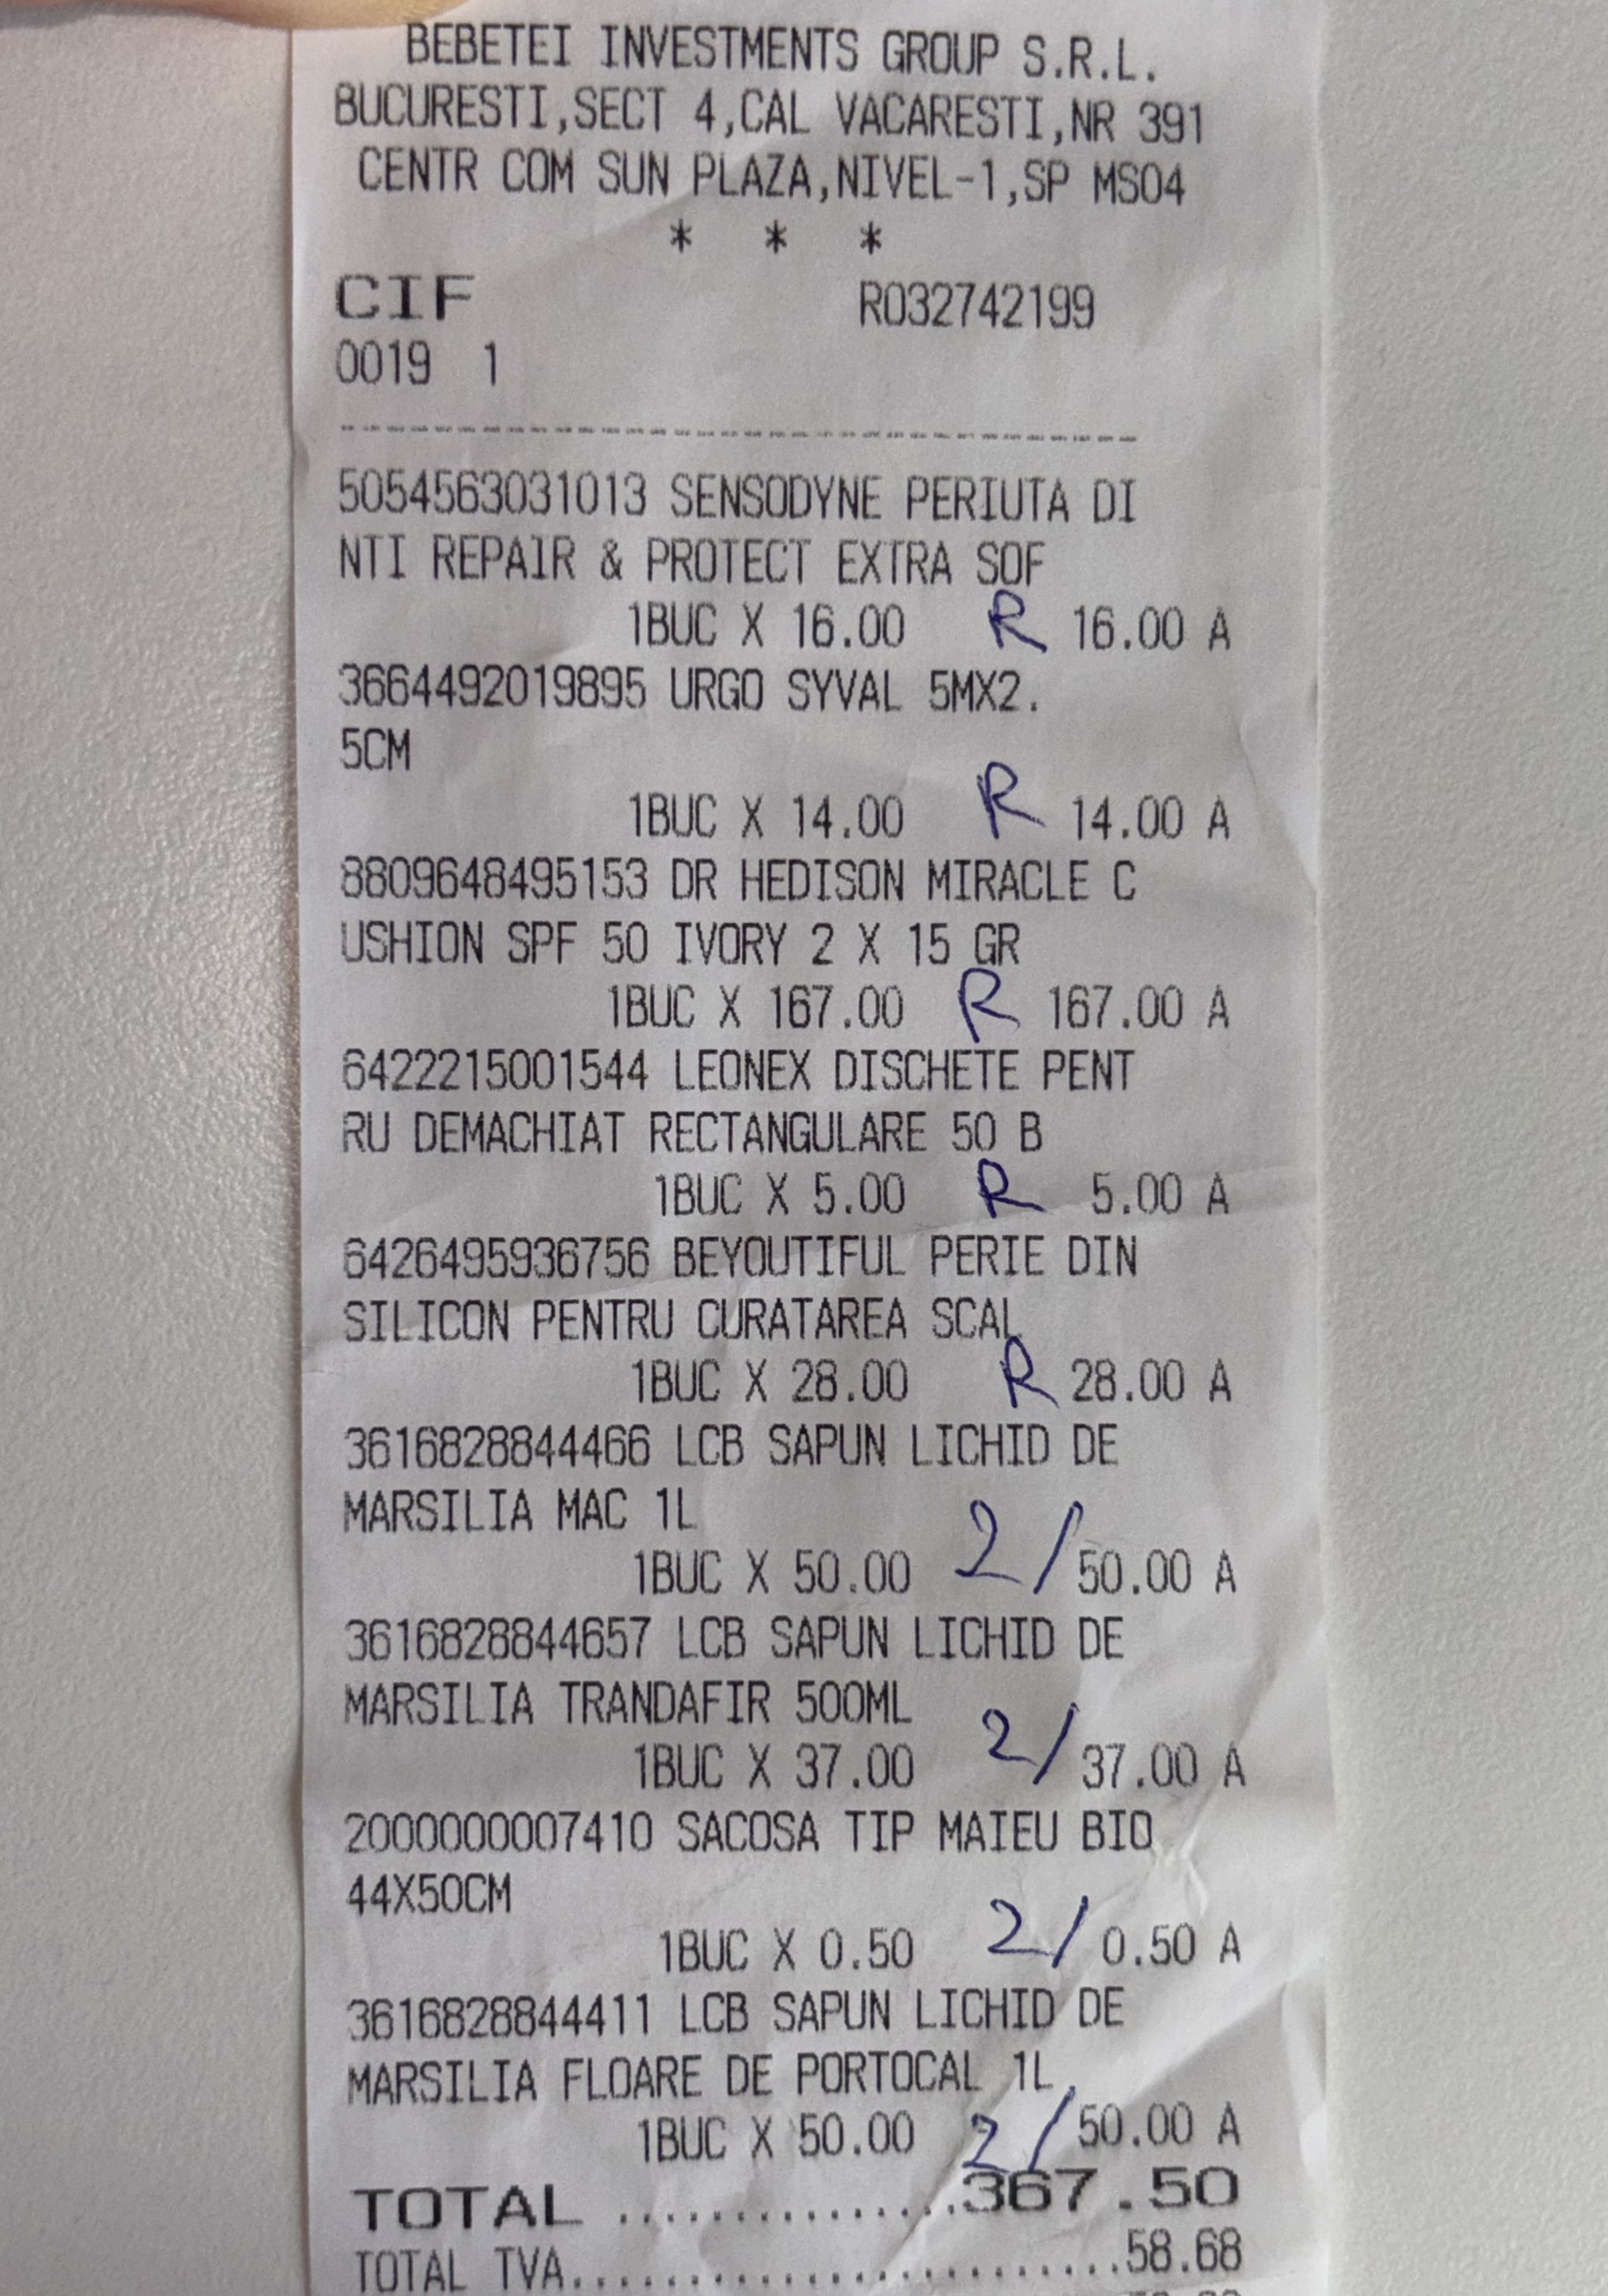 BEBETEI INVESTMENTS GROUP S.R.L.
BUCURESTI,SECT 4,CAL VACARESTI,NR 391
CENTR COM SUN PLAZA,NIVEL-1,SP MS04
* * *
CIF RO32742199
0019 1
5054563031013 SENSODYNE PERIUTA DI
NTI REPAIR & PROTECT EXTRA SOF
1BUC X 16.00 R 16.00 A
3664492019895 URGO SYVAL 5MX2.
5CM
1BUC X 14.00 R 14.00 A
8809648495153 DR HEDISON MIRACLE C
USHION SPF 50 IVORY 2 X 15 GR
1BUC X 167.00 R 167.00 A
6422215001544 LEONEX DISCHETE PENT
RU DEMACHIAT RECTANGULARE 50 B
1BUC X 5.00 R 5.00 A
6426495936756 BEYOUTIFUL PERIE DIN
SILICON PENTRU CURATAREA SCAL
1BUC X 28.00 R 28.00 A
3616828844466 LCB SAPUN LICHID DE
MARSILIA MAC 1L
1BUC X 50.00 2/ 50.00 A
3616828844657 LCB SAPUN LICHID DE
MARSILIA TRANDAFIR 500ML
1BUC X 37.00 2/ 37.00 A
2000000007410 SACOSA TIP MAIEU BIO
44X50CM
1BUC X 0.50 2/ 0.50 A
3616828844411 LCB SAPUN LICHID DE
MARSILIA FLOARE DE PORTOCAL 1L
1BUC X 50.00 2/ 50.00 A
TOTAL ..............367.50
TOTAL TVA.......................58.68